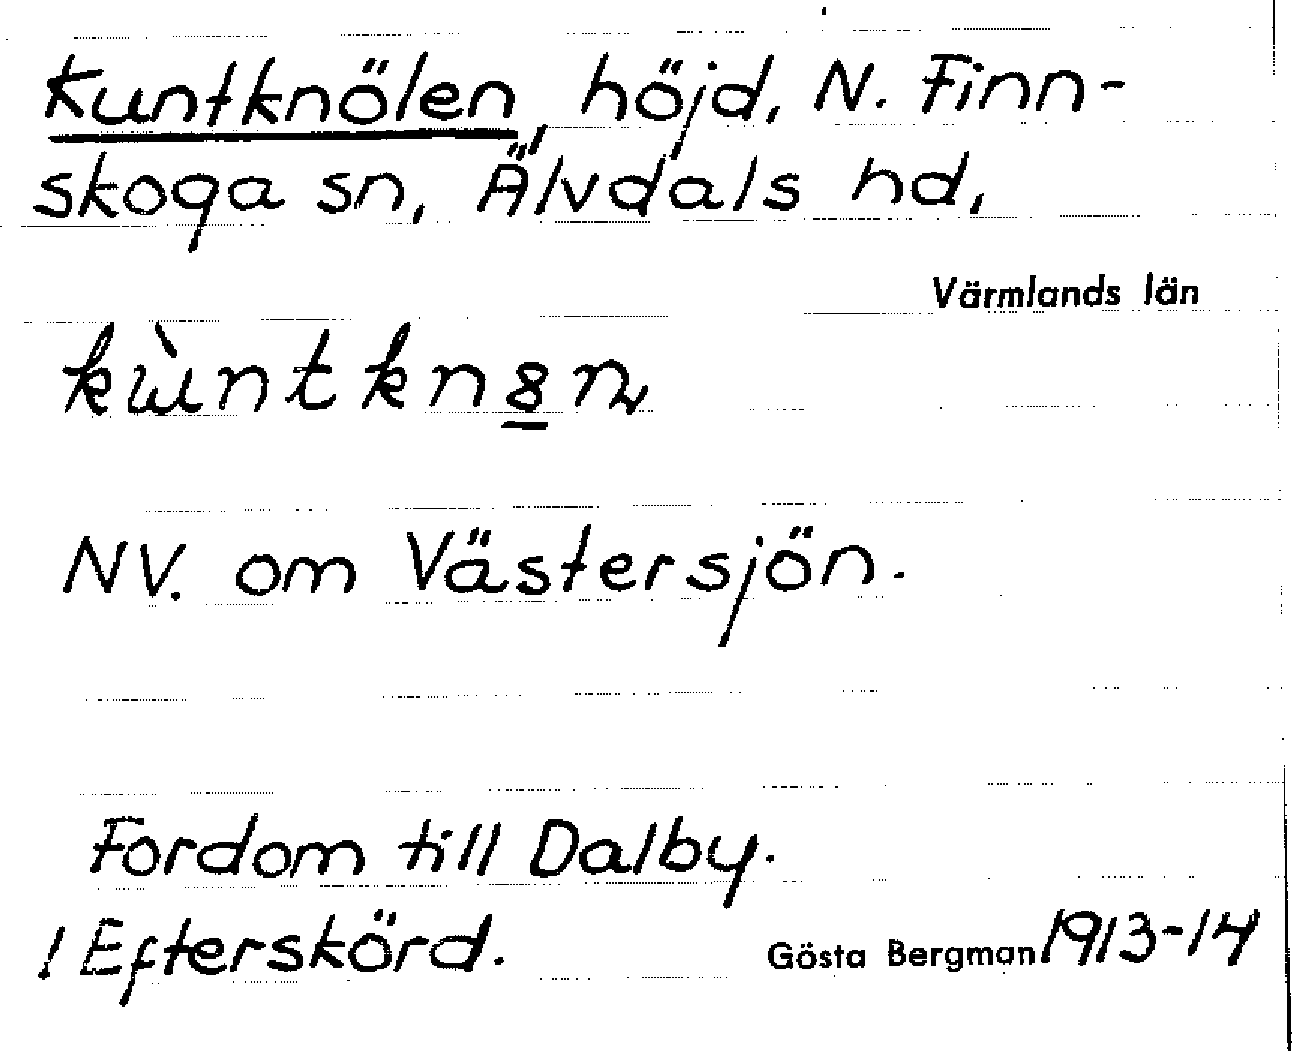 Kuntknölen, höjd, N. Finn-
skoga sn, Älvdals hd,
Värmlands län
NV. om Västersjön.
Fordom till Dalby.
! Efterskörd. Gösta Bergman 1913-14